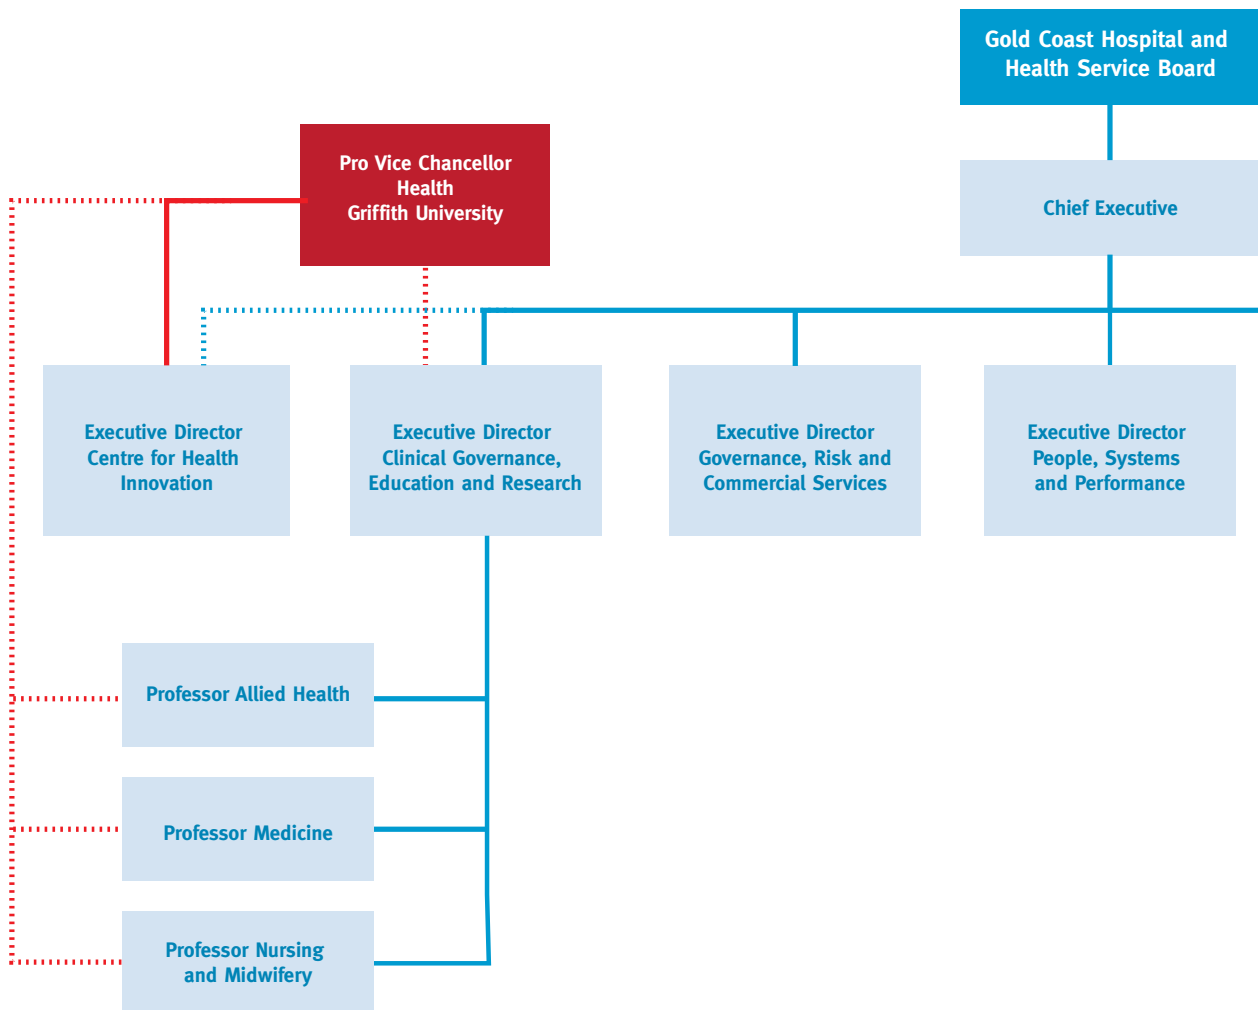 Gold Coast Hospital and
Health Service Board
Pro Vice Chancellor
Health
Griffith University
Chief Executive
Executive Director
Centre for Health
Innovation
Executive Director
Clinical Governance,
Education and Research
Executive Director
Governance, Risk and
Commercial Services
Executive Director
People, Systems
and Performance
Professor Allied Health
Professor Medicine
Professor Nursing
and Midwifery